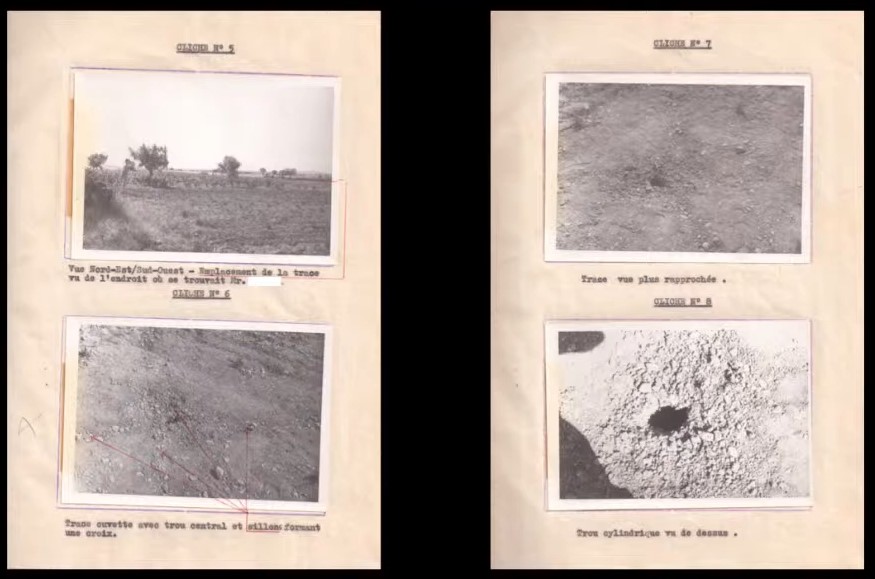 CLICHE N° 5
Vue Nord-Est/Sud-Ouest - Emplacement de la trace
vu de l'endroit où se trouvait Mr.
CLICHE N° 6
Trace cuvette avec trou central et sillons formant
une croix.
CLICHE N° 7
Trace vue plus rapprochée .
CLICHE N° 8
Trou cylindrique vu de dessus .